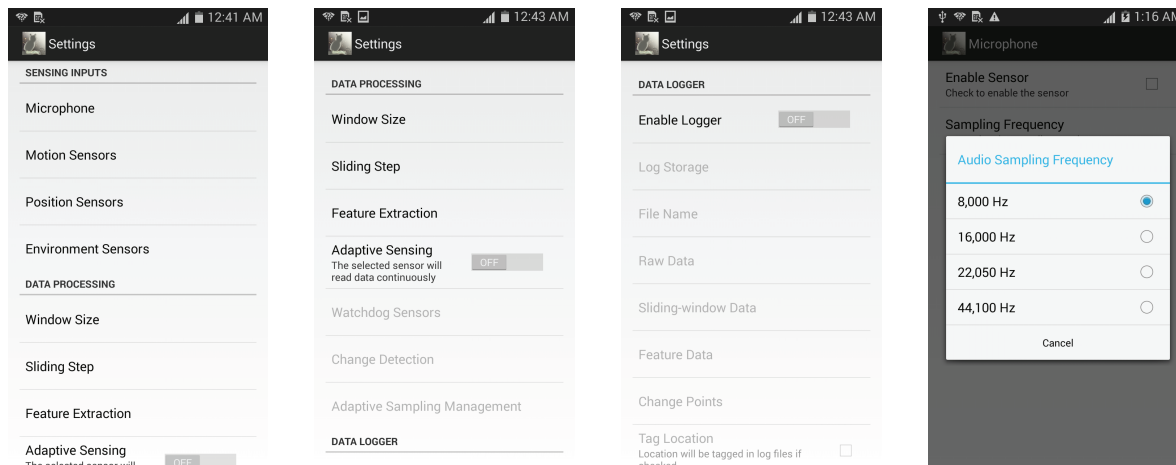 12:41 AM
Settings
SENSING INPUTS
Microphone
Motion Sensors
Position Sensors
Environment Sensors
DATA PROCESSING
Window Size
Sliding Step
Feature Extraction
Adaptive Sensing
The selected sensor will
OFF
12:43 AM
Settings
DATA PROCESSING
Window Size
Sliding Step
Feature Extraction
Adaptive Sensing
The selected sensor will
read data continuously
OFF
Watchdog Sensors
Change Detection
Adaptive Sampling Management
DATA LOGGER
12:43 AM
Settings
DATA LOGGER
Enable Logger
OFF
Log Storage
File Name
Raw Data
Sliding-window Data
Feature Data
Change Points
Tag Location
Location will be tagged in log files if
checked
1:16 AM
Microphone
Enable Sensor
Check to enable the sensor
Sampling Frequency
Audio Sampling Frequency
8,000 Hz
16,000 Hz
22,050 Hz
44,100 Hz
Cancel